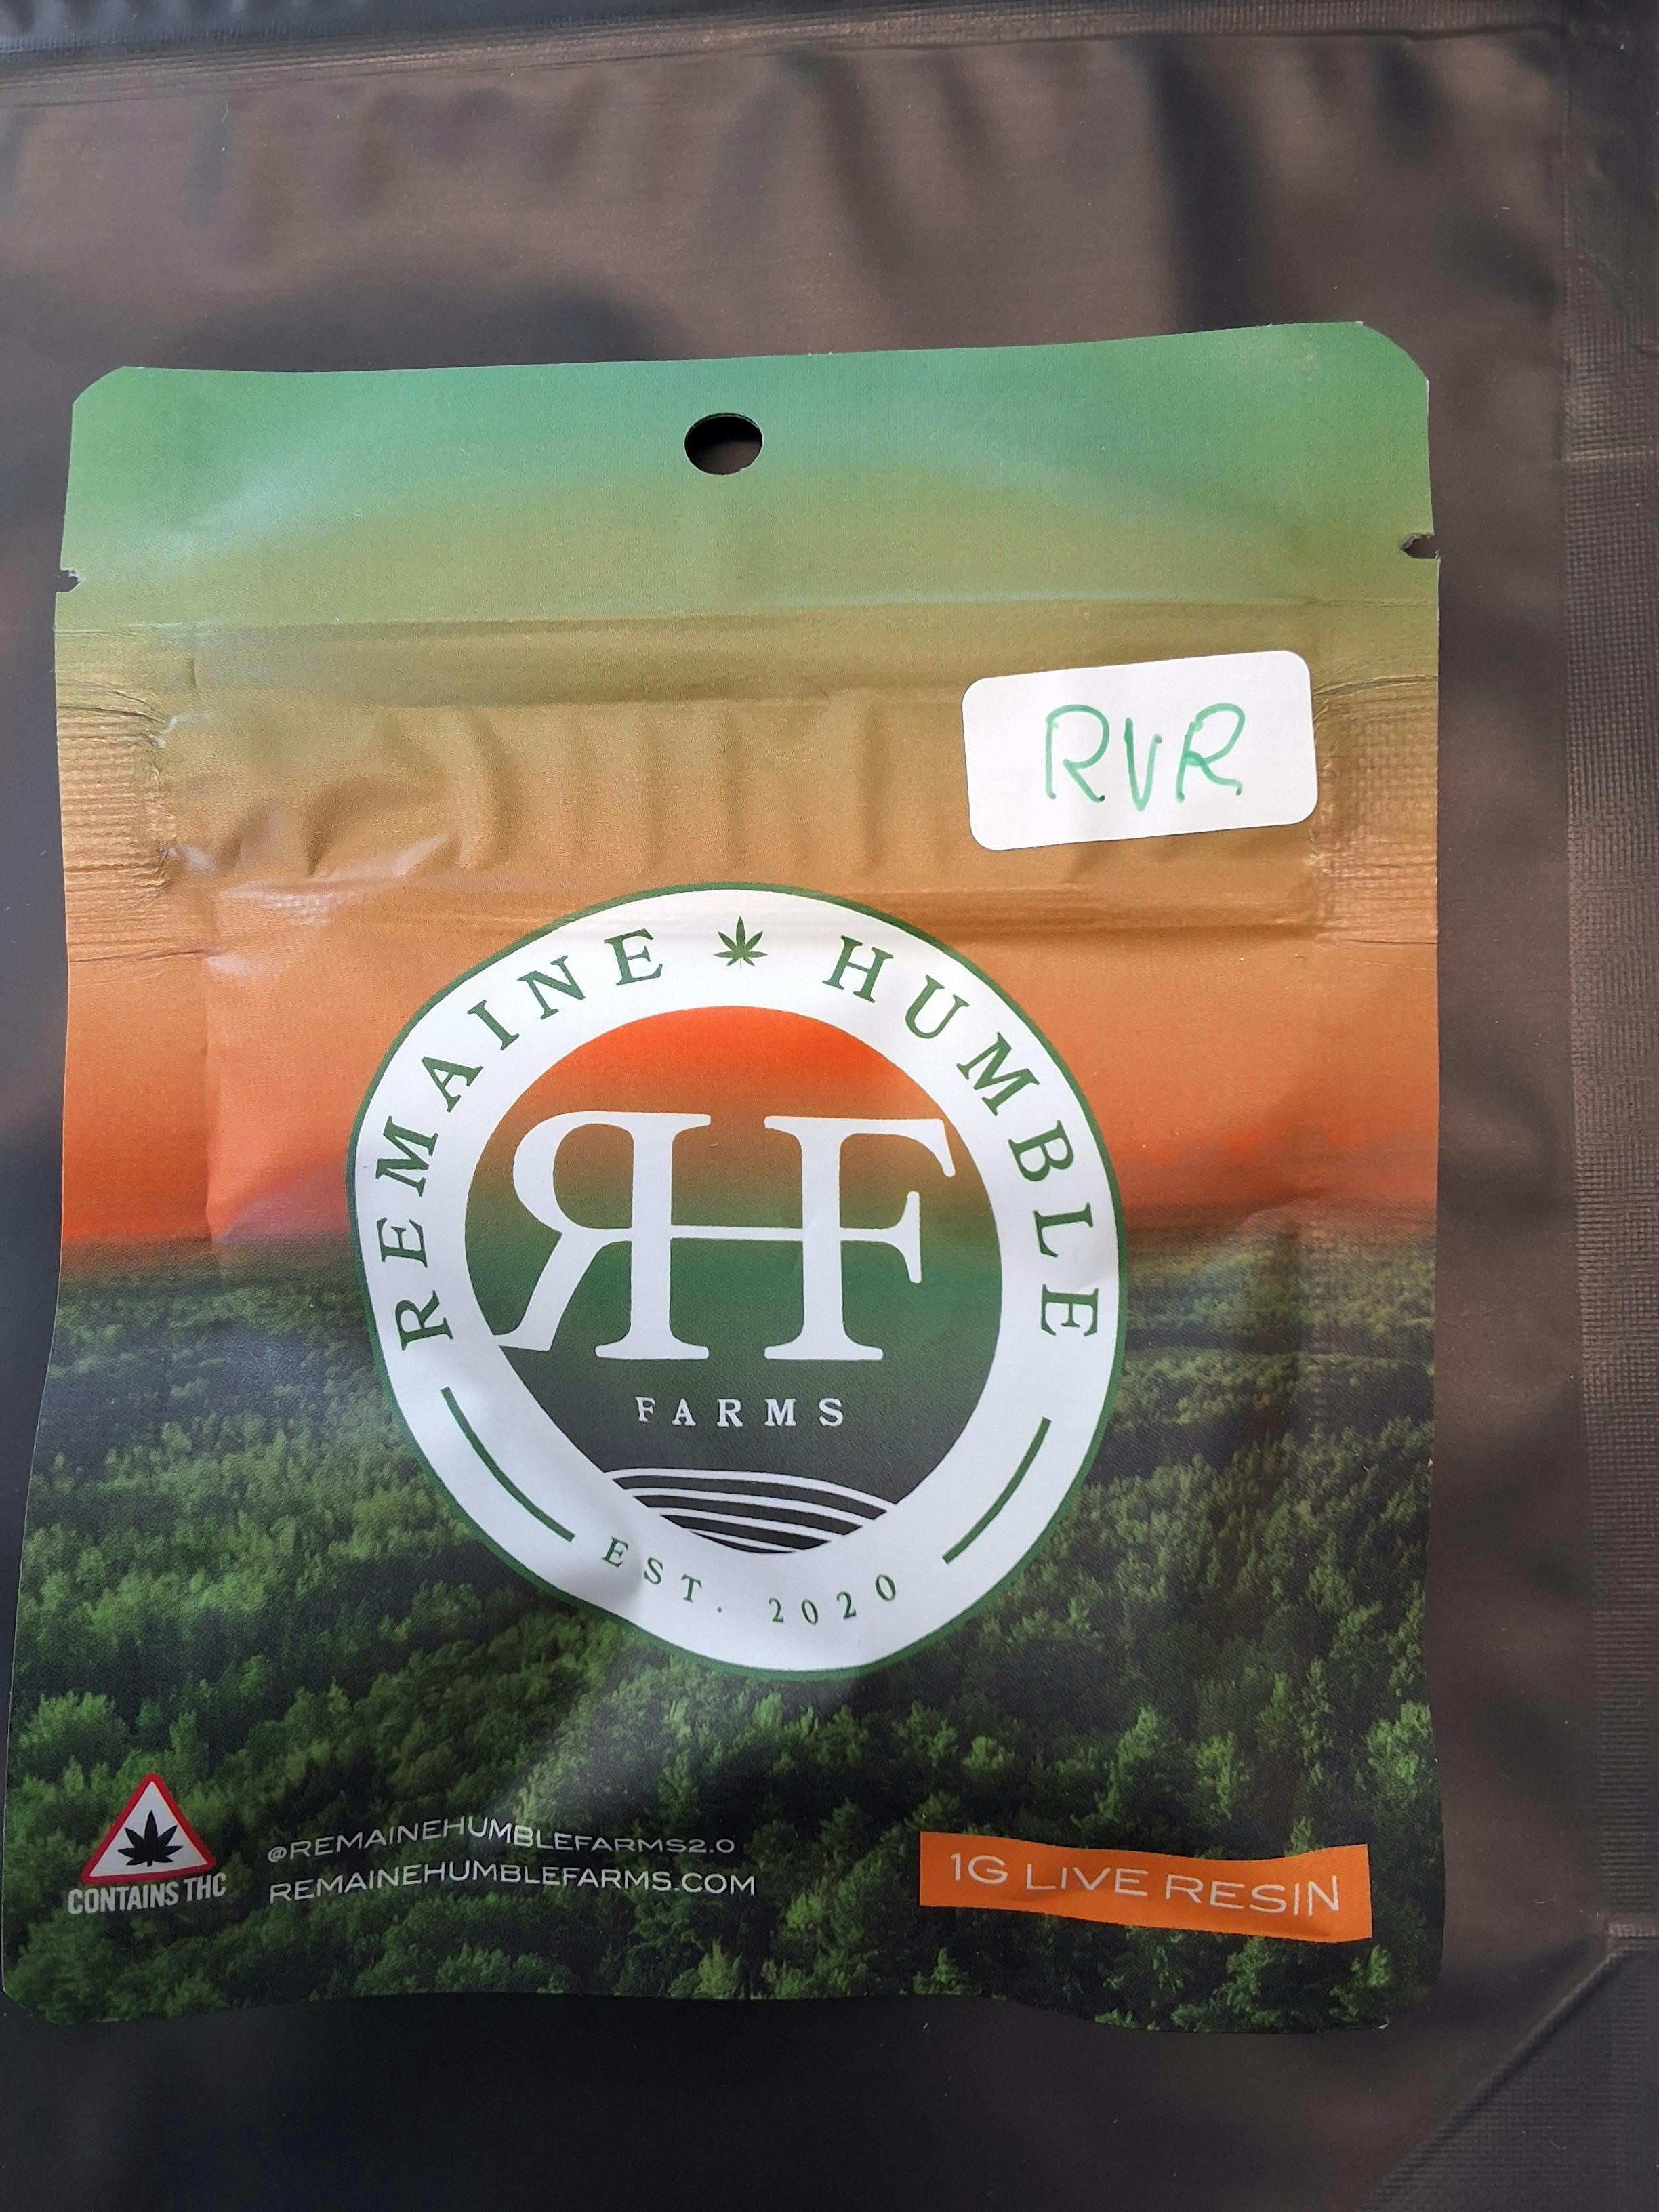 RVR
REMAINE HUMBLE
RHF
FARMS
EST. 2020
CONTAINS THC
@REMAINEHUMBLEFARMS2.0
REMAINEHUMBLEFARMS.COM
1G LIVE RESIN